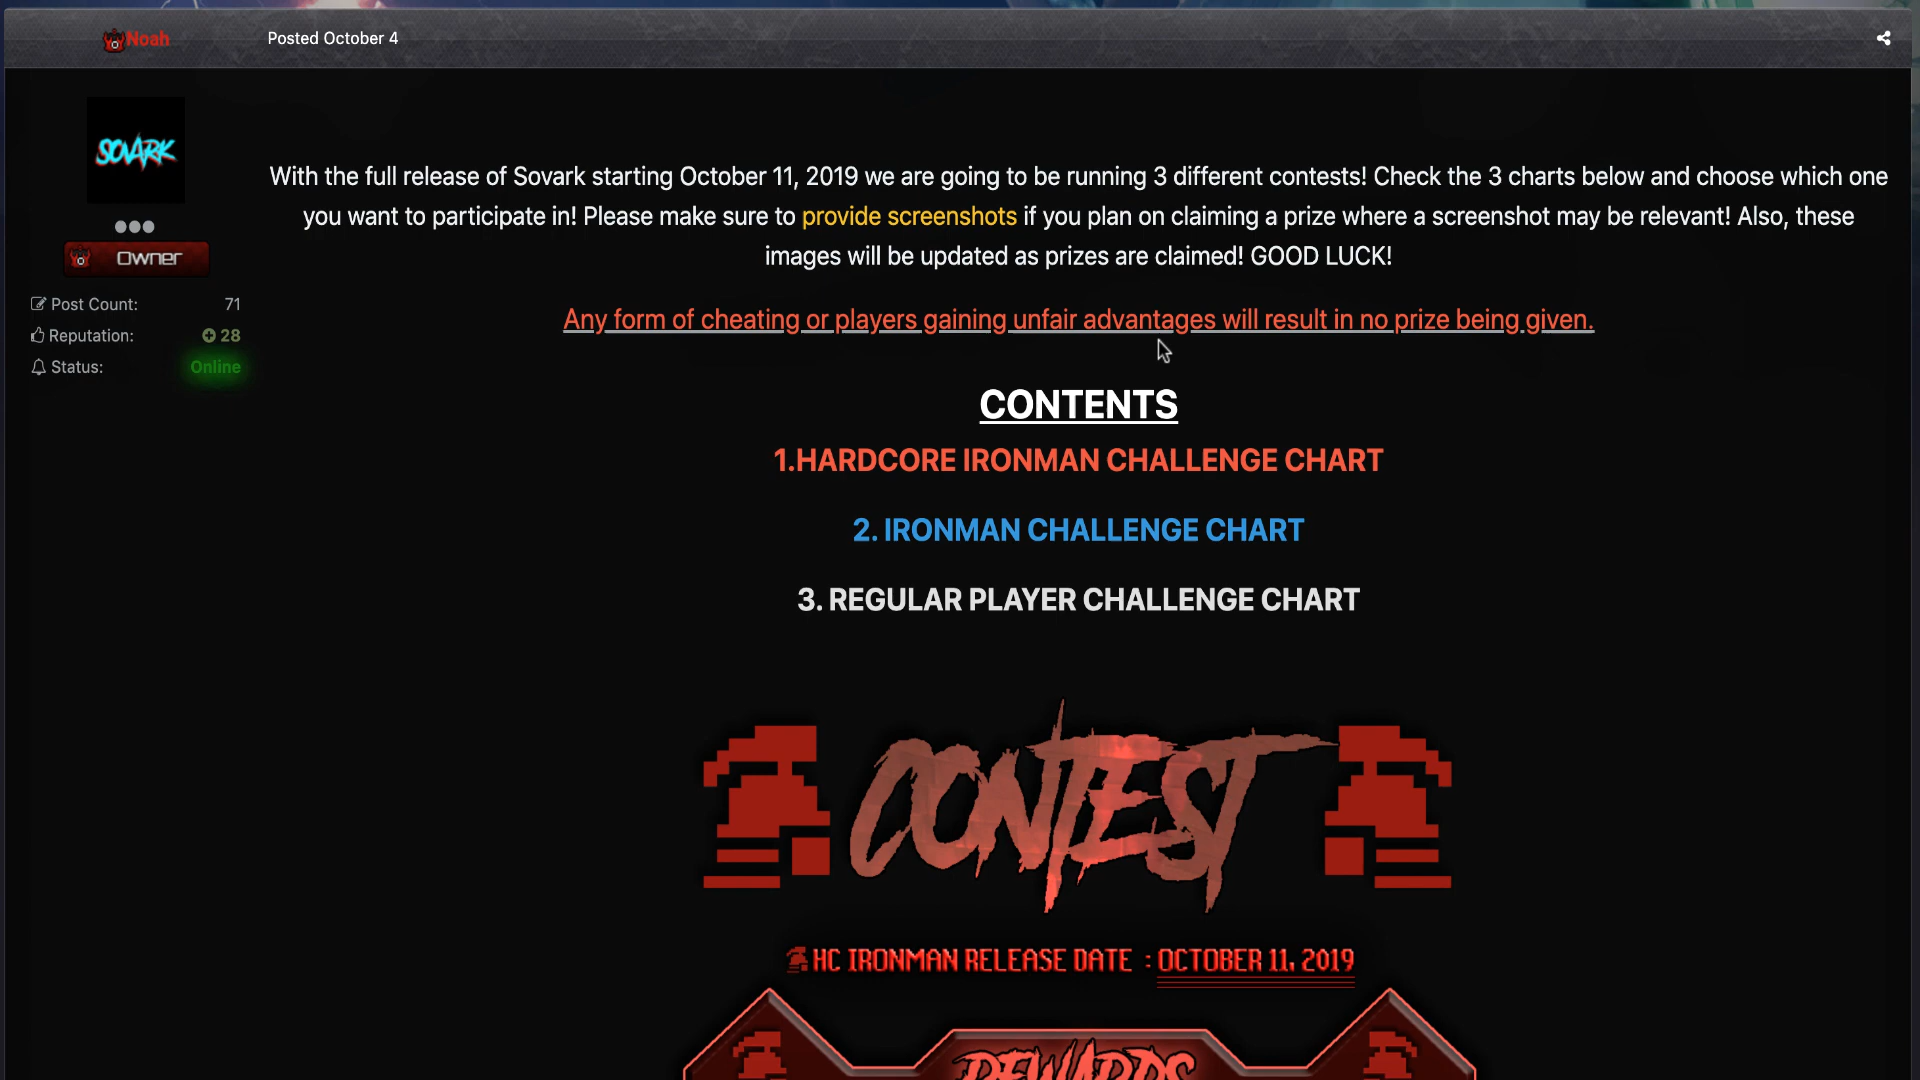 Noah
Posted October 4
SOVARK
Owner
Post Count: 71
Reputation: 28
Status: Online
With the full release of Sovark starting October 11, 2019 we are going to be running 3 different contests! Check the 3 charts below and choose which one
you want to participate in! Please make sure to provide screenshots if you plan on claiming a prize where a screenshot may be relevant! Also, these
images will be updated as prizes are claimed! GOOD LUCK!
Any form of cheating or players gaining unfair advantages will result in no prize being given.
CONTENTS
1.HARDCORE IRONMAN CHALLENGE CHART
2. IRONMAN CHALLENGE CHART
3. REGULAR PLAYER CHALLENGE CHART
CONTEST
HC IRONMAN RELEASE DATE : OCTOBER 11, 2019
REWARDS